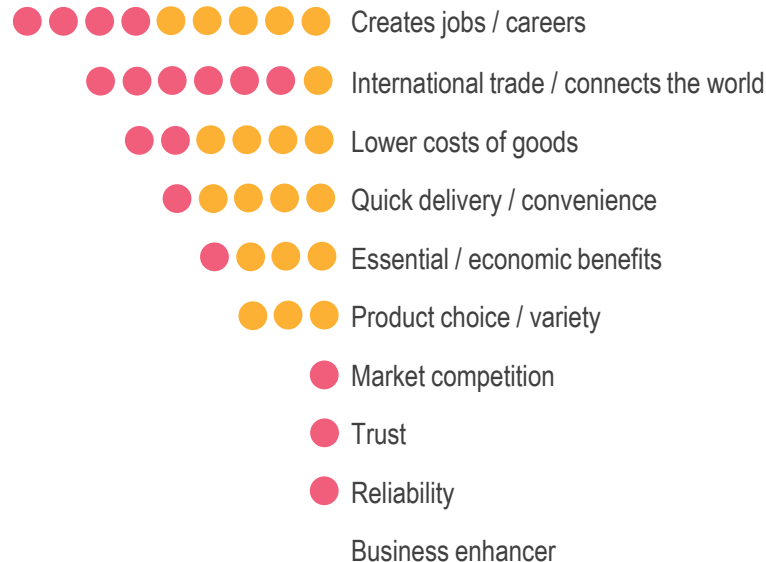 Creates jobs / careers
International trade / connects the world
Lower costs of goods
Quick delivery / convenience
Essential / economic benefits
Product choice / variety
Market competition
Trust
Reliability
Business enhancer